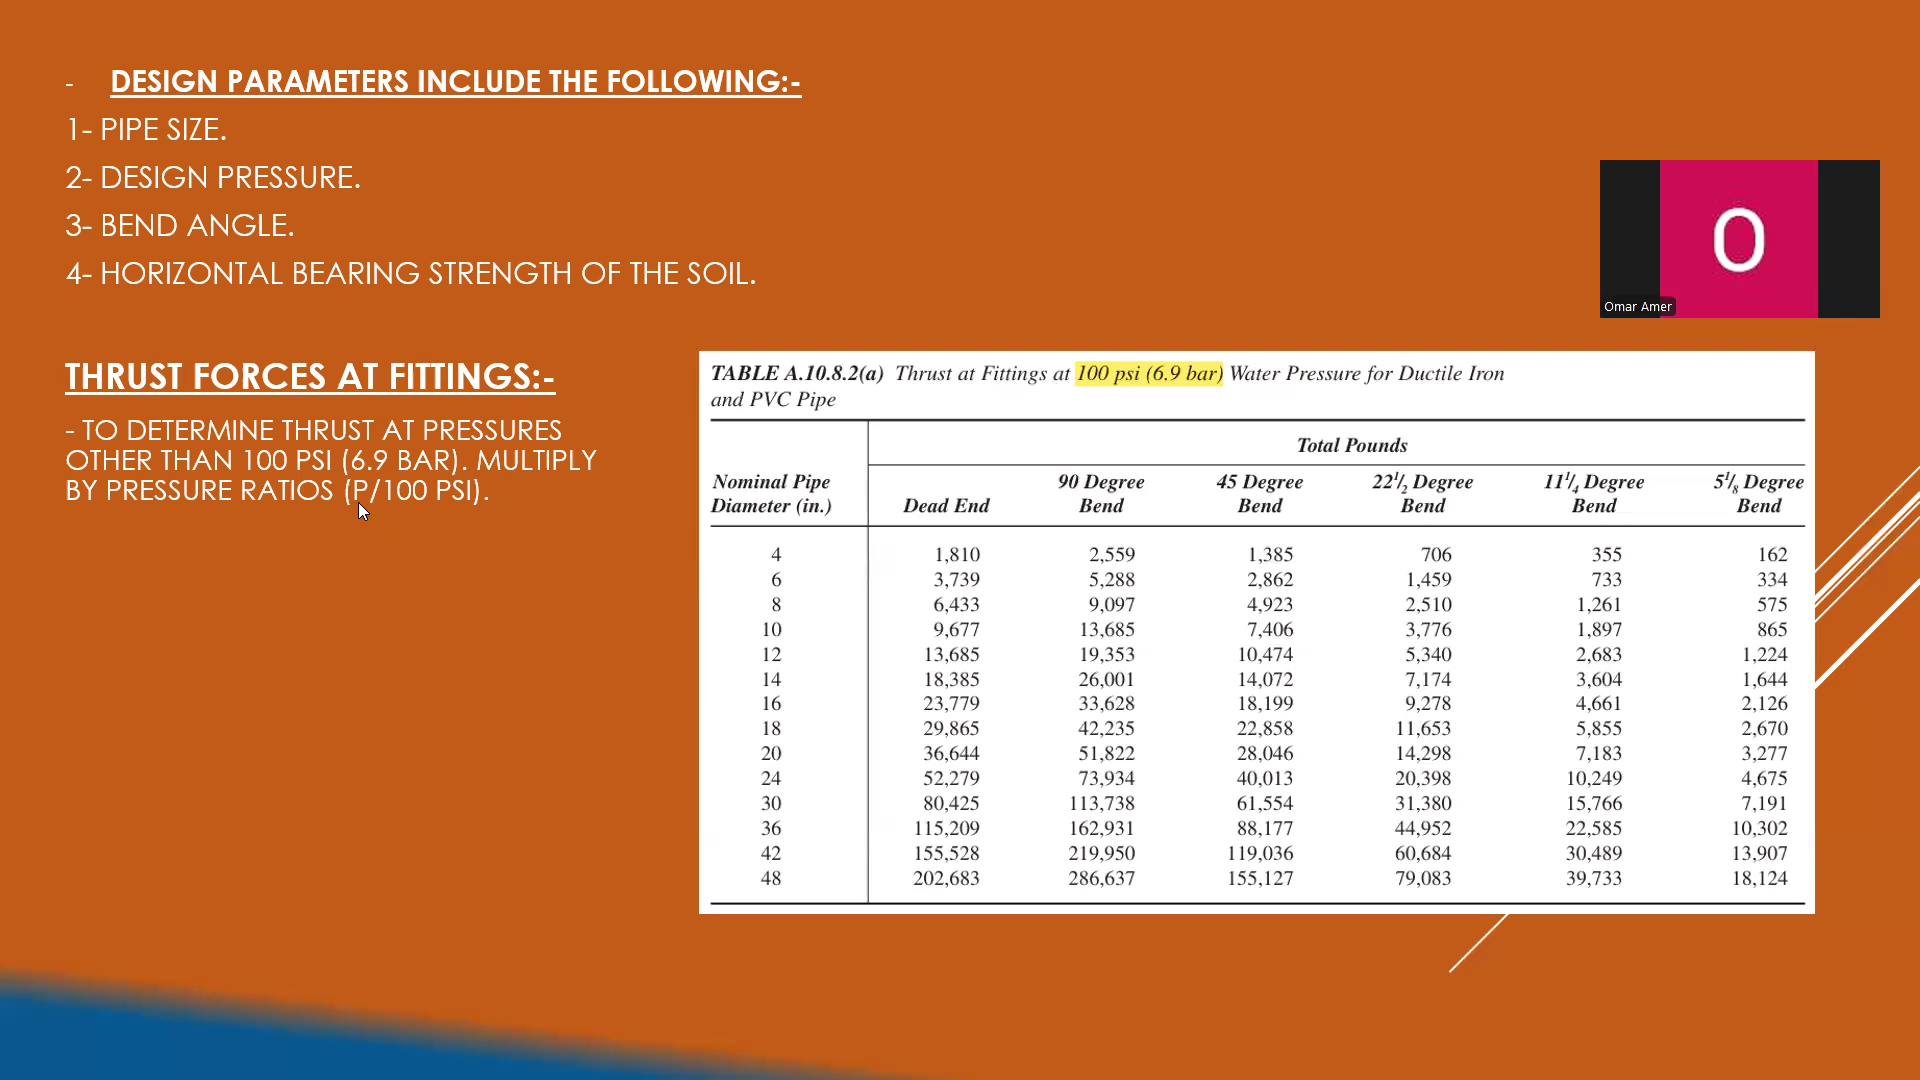 - DESIGN PARAMETERS INCLUDE THE FOLLOWING:-
1- PIPE SIZE.
2- DESIGN PRESSURE.
3- BEND ANGLE.
4- HORIZONTAL BEARING STRENGTH OF THE SOIL.
O
Omar Amer
THRUST FORCES AT FITTINGS:-
- TO DETERMINE THRUST AT PRESSURES
OTHER THAN 100 PSI (6.9 BAR). MULTIPLY
BY PRESSURE RATIOS (P/100 PSI).
TABLE A.10.8.2(a) Thrust at Fittings at 100 psi (6.9 bar) Water Pressure for Ductile Iron
and PVC Pipe
Total Pounds
Nominal Pipe 90 Degree 45 Degree 22 1/2 Degree 11 1/4 Degree 5 1/8 Degree
Diameter (in.) Dead End Bend Bend Bend Bend Bend
4 1,810 2,559 1,385 706 355 162
6 3,739 5,288 2,862 1,459 733 334
8 6,433 9,097 4,923 2,510 1,261 575
10 9,677 13,685 7,406 3,776 1,897 865
12 13,685 19,353 10,474 5,340 2,683 1,224
14 18,385 26,001 14,072 7,174 3,604 1,644
16 23,779 33,628 18,199 9,278 4,661 2,126
18 29,865 42,235 22,858 11,653 5,855 2,670
20 36,644 51,822 28,046 14,298 7,183 3,277
24 52,279 73,934 40,013 20,398 10,249 4,675
30 80,425 113,738 61,554 31,380 15,766 7,191
36 115,209 162,931 88,177 44,952 22,585 10,302
42 155,528 219,950 119,036 60,684 30,489 13,907
48 202,683 286,637 155,127 79,083 39,733 18,124